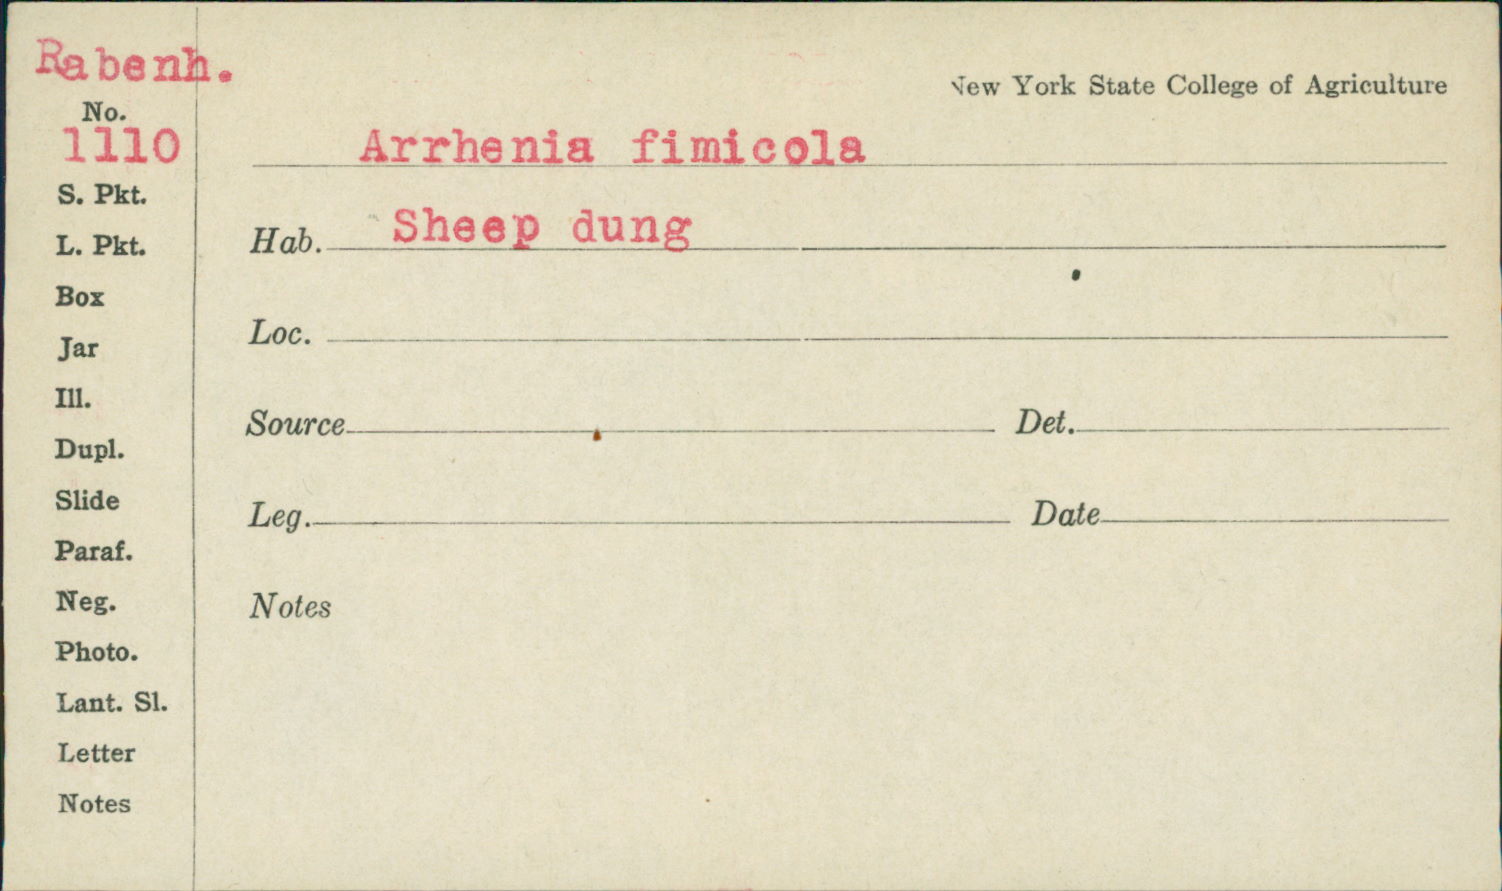 Rabenh.
New York State College of Agriculture
No.
1110
Arrhenia fimicola
S. Pkt.
Hab. Sheep dung
L. Pkt.
Box
Loc.
Jar
Ill.
Source Det.
Dupl.
Slide
Leg. Date
Paraf.
Neg.
Notes
Photo.
Lant. Sl.
Letter
Notes